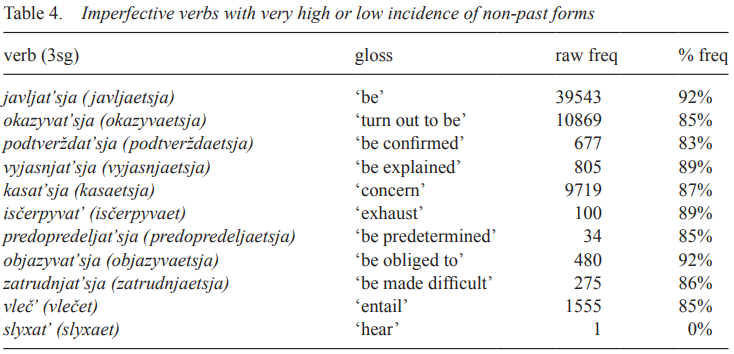 Table 4. Imperfective verbs with very high or low incidence of non-past forms
verb (3sg) gloss raw freq % freq
javljat’sja (javljaetsja) ‘be’ 39543 92%
okazyvat’sja (okazyvaetsja) ‘turn out to be’ 10869 85%
podtverždat’sja (podtverždaetsja) ‘be confirmed’ 677 83%
vyjasnjat’sja (vyjasnjaetsja) ‘be explained’ 805 89%
kasat’sja (kasaetsja) ‘concern’ 9719 87%
isčerpyvat’ (isčerpyvaet) ‘exhaust’ 100 89%
predopredeljat’sja (predopredeljaetsja) ‘be predetermined’ 34 85%
objazyvat’sja (objazyvaetsja) ‘be obliged to’ 480 92%
zatrudnjat’sja (zatrudnjaetsja) ‘be made difficult’ 275 86%
vleč’ (vlečet) ‘entail’ 1555 85%
slyxat’ (slyxaet) ‘hear’ 1 0%